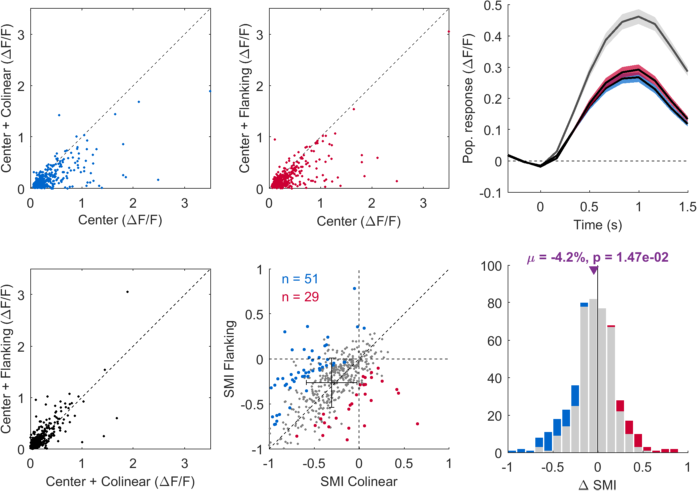 3
2
1
0
0 1 2 3
Center + Colinear (ΔF/F)
Center (ΔF/F)
3
2
1
0
0 1 2 3
Center + Flanking (ΔF/F)
Center (ΔF/F)
0.5
0.4
0.3
0.2
0.1
0
-0.1
0 0.5 1.0 1.5
Pop. response (ΔF/F)
Time (s)
3
2
1
0
0 1 2 3
Center + Flanking (ΔF/F)
Center + Colinear (ΔF/F)
n = 51
n = 29
1
0.5
0
-0.5
-1
-1 -0.5 0 0.5 1
SMI Flanking
SMI Colinear
μ = -4.2%, p = 1.47e-02
100
80
60
40
20
0
-1 -0.5 0 0.5 1
Δ SMI